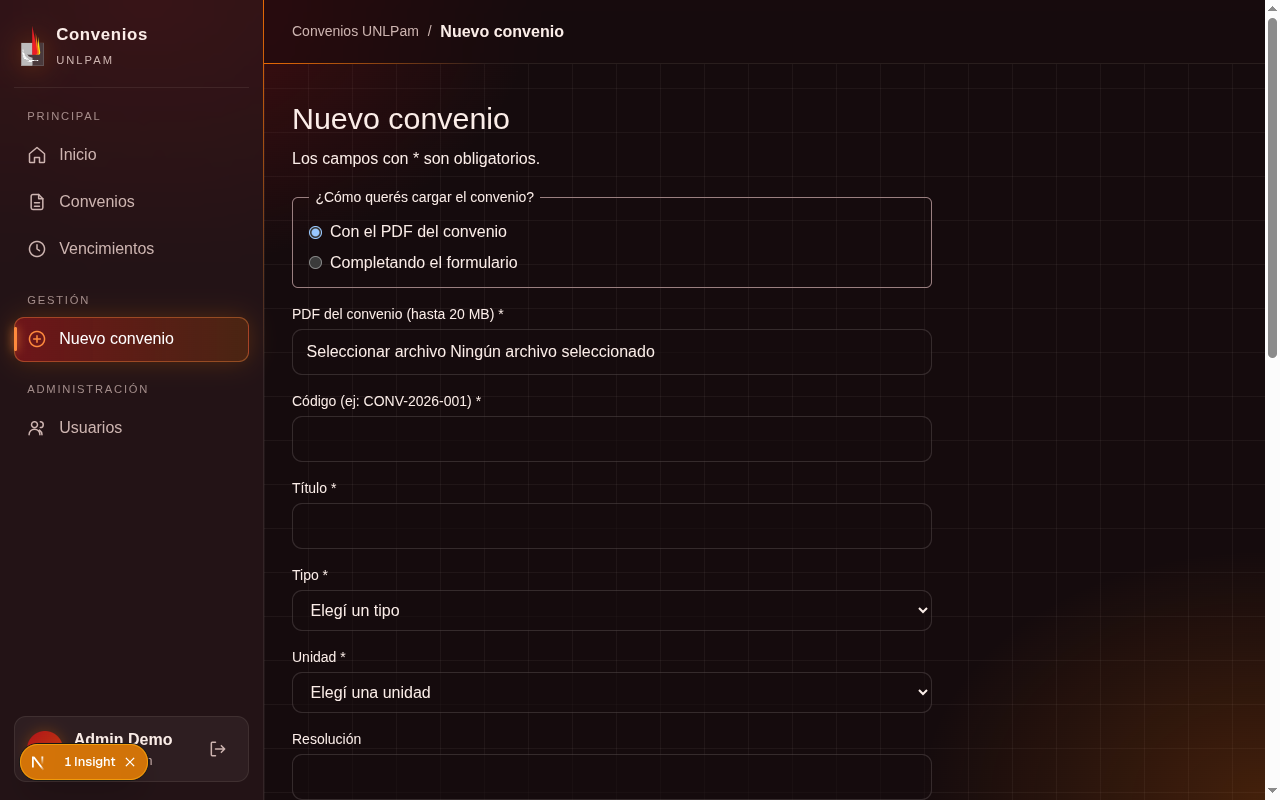 Convenios
UNLPAM
PRINCIPAL
Inicio
Convenios
Vencimientos
GESTIÓN
Nuevo convenio
ADMINISTRACIÓN
Usuarios
Admin Demo
1 Insight
Convenios UNLPam / Nuevo convenio
Nuevo convenio
Los campos con * son obligatorios.
¿Cómo querés cargar el convenio?
Con el PDF del convenio
Completando el formulario
PDF del convenio (hasta 20 MB) *
Seleccionar archivo Ningún archivo seleccionado
Código (ej: CONV-2026-001) *
Título *
Tipo *
Elegí un tipo
Unidad *
Elegí una unidad
Resolución